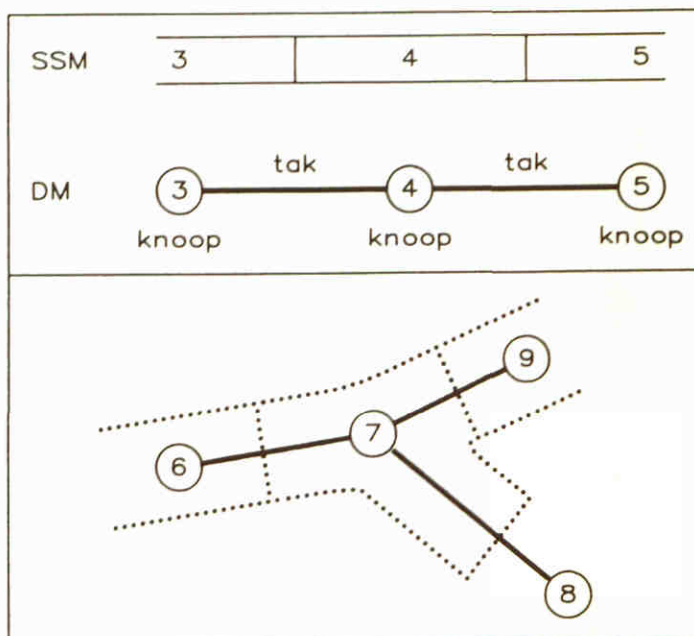 SSM 3 4 5
tak tak
DM 3 4 5
knoop knoop knoop
9
7
6
8